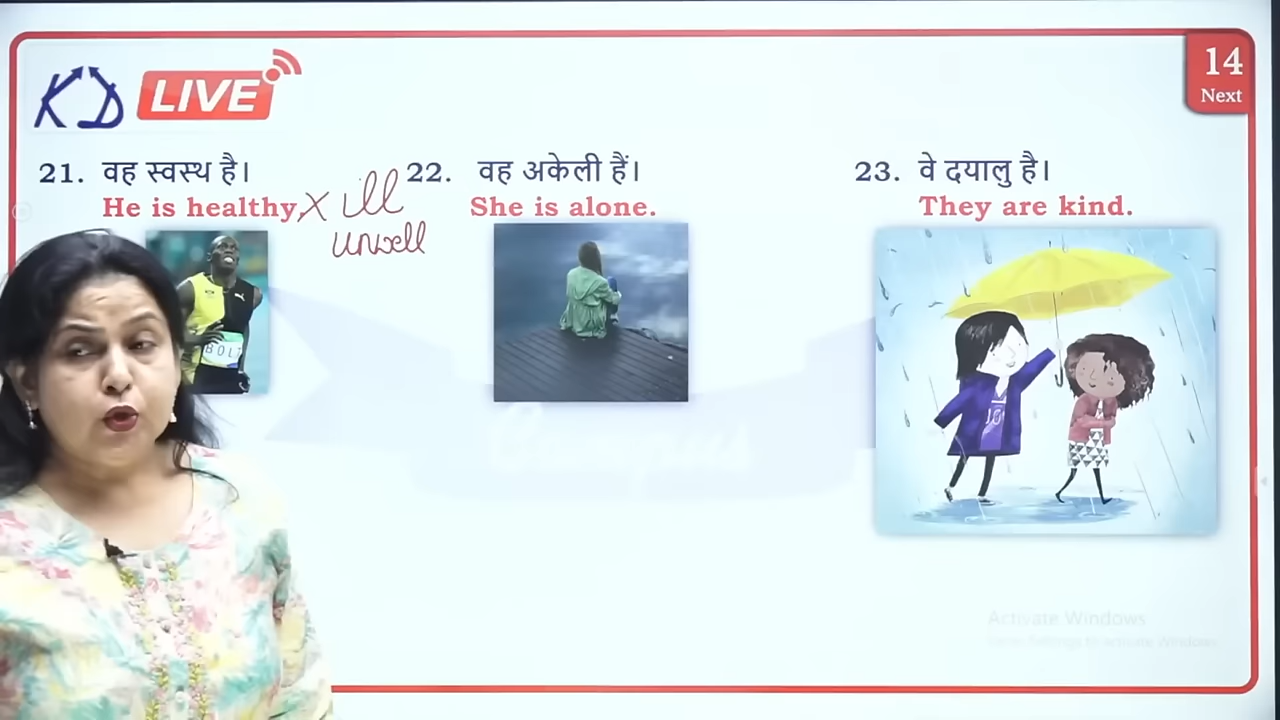 KD LIVE
14
Next
21. वह स्वस्थ है।
He is healthy, X ill
unwell
22. वह अकेली हैं।
She is alone.
23. वे दयालु है।
They are kind.
BOLT
Campus
Activate Windows